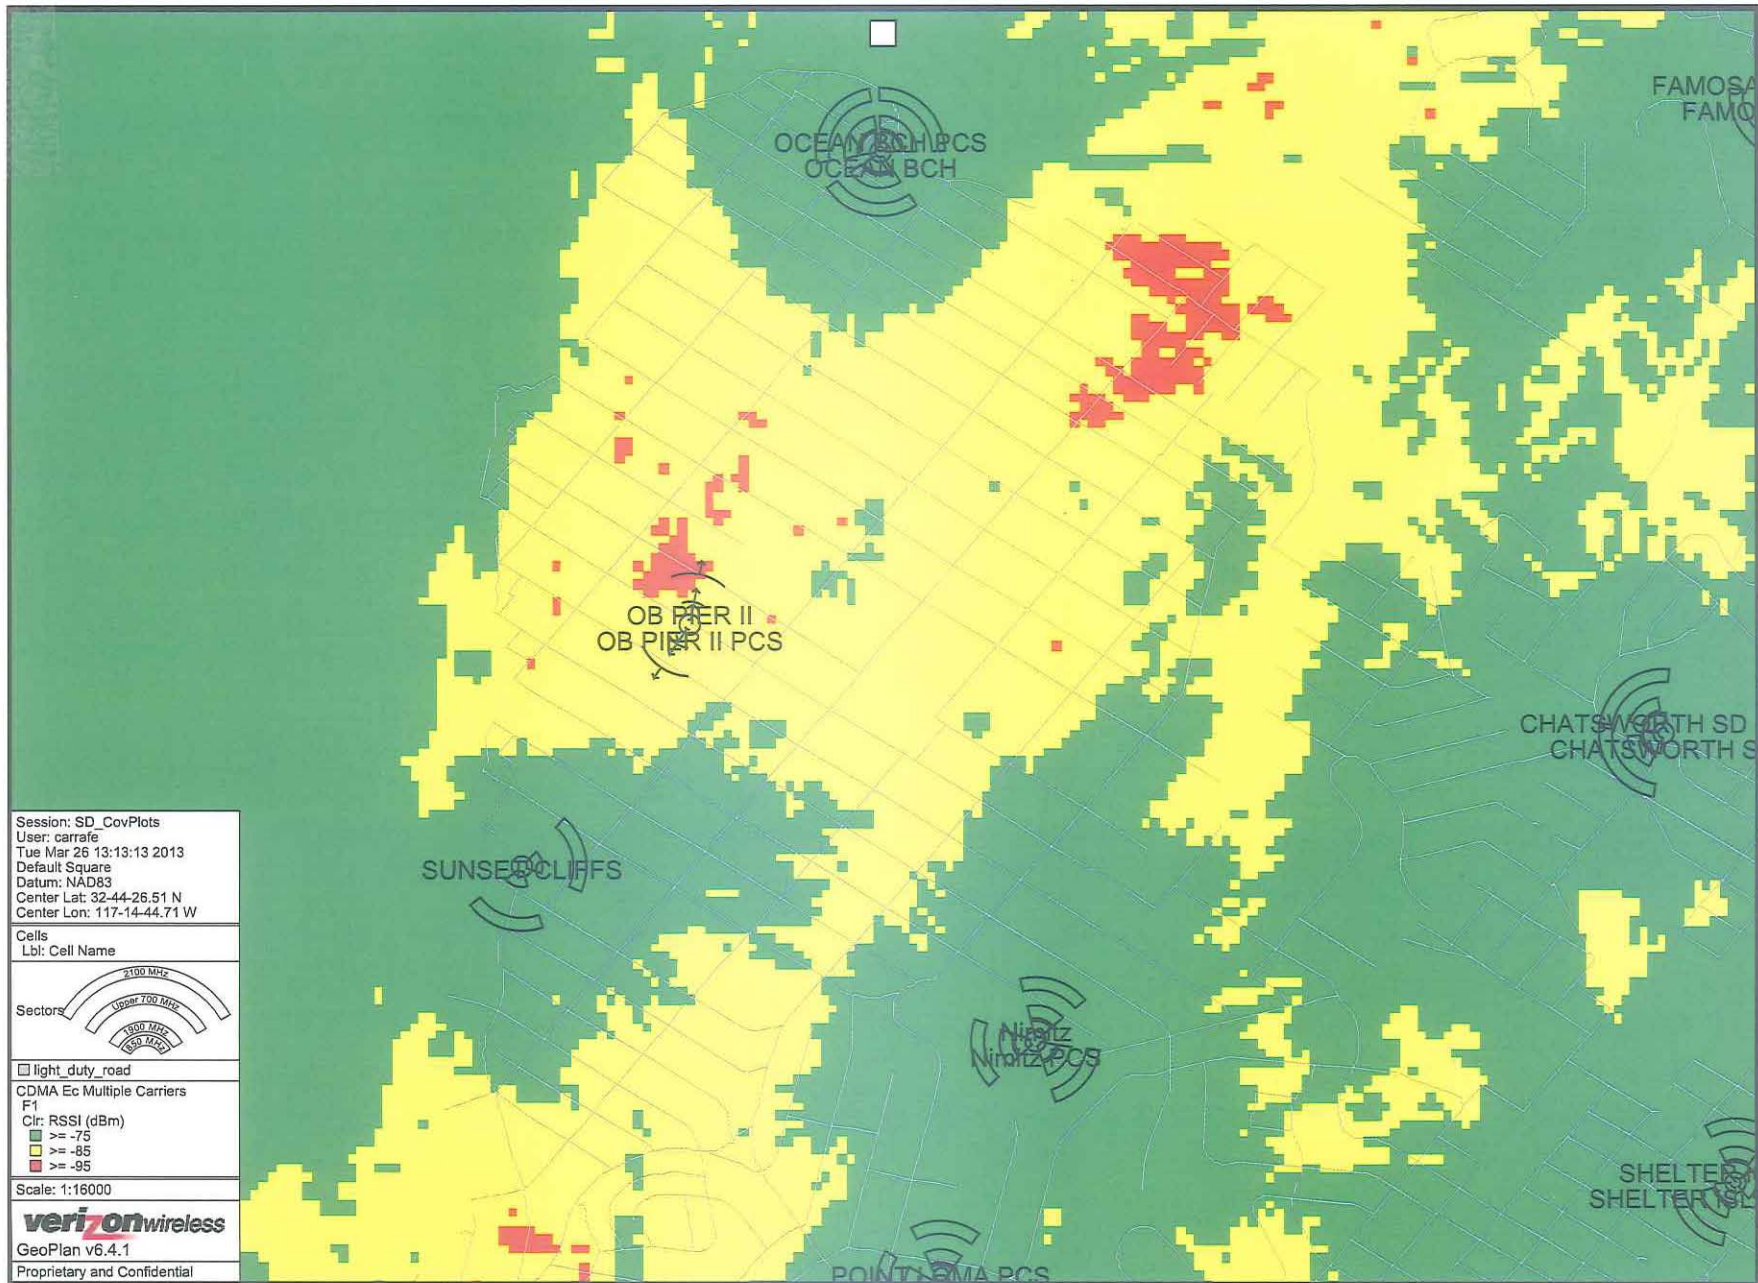 FAMOSA
FAMO
OCEAN BCH PCS
OCEAN BCH
OB PIER II
OB PIER II PCS
CHATSWORTH SD
CHATSWORTH S
SUNSET CLIFFS
Nimitz
Nimitz PCS
SHELTER
SHELTER ISL
POINT LOMA PCS
Session: SD_CovPlots
User: carrafe
Tue Mar 26 13:13:13 2013
Default Square
Datum: NAD83
Center Lat: 32-44-26.51 N
Center Lon: 117-14-44.71 W
Cells
Lbl: Cell Name
Sectors
2100 MHz
Upper 700 MHz
1900 MHz
850 MHz
light_duty_road
CDMA Ec Multiple Carriers
F1
Clr: RSSI (dBm)
>= -75
>= -85
>= -95
Scale: 1:16000
verizonwireless
GeoPlan v6.4.1
Proprietary and Confidential